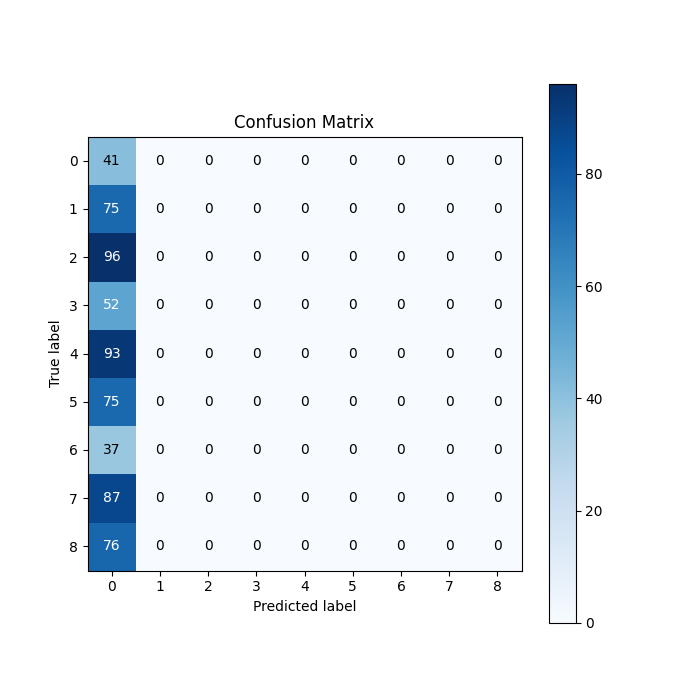 Confusion Matrix
0 41 0 0 0 0 0 0 0 0
1 75 0 0 0 0 0 0 0 0
2 96 0 0 0 0 0 0 0 0
3 52 0 0 0 0 0 0 0 0
4 93 0 0 0 0 0 0 0 0
5 75 0 0 0 0 0 0 0 0
6 37 0 0 0 0 0 0 0 0
7 87 0 0 0 0 0 0 0 0
8 76 0 0 0 0 0 0 0 0
0 1 2 3 4 5 6 7 8
Predicted label
True label
80
60
40
20
0